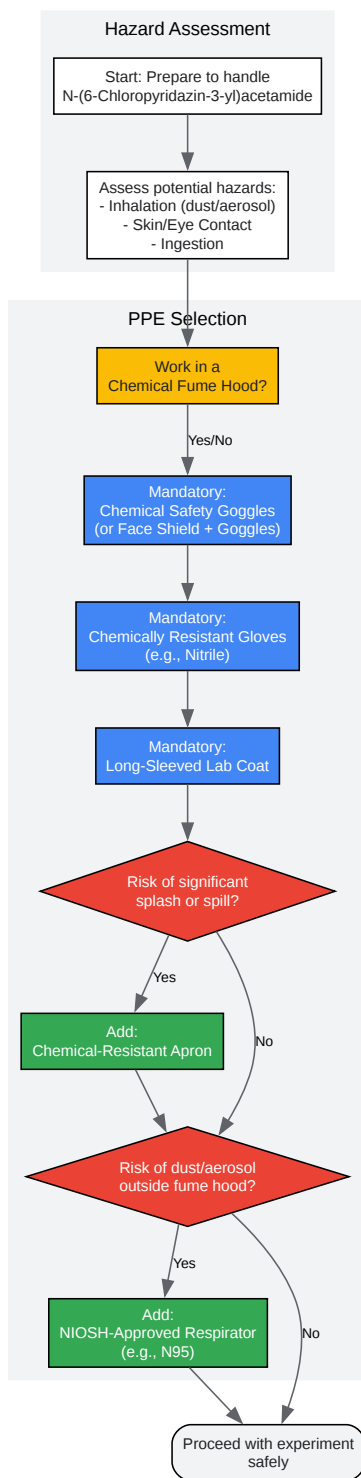 Hazard Assessment
Start: Prepare to handle
N-(6-Chloropyridazin-3-yl)acetamide
Assess potential hazards:
- Inhalation (dust/aerosol)
- Skin/Eye Contact
- Ingestion
PPE Selection
Work in a
Chemical Fume Hood?
Yes/No
Mandatory:
Chemical Safety Goggles
(or Face Shield + Goggles)
Mandatory:
Chemically Resistant Gloves
(e.g., Nitrile)
Mandatory:
Long-Sleeved Lab Coat
Risk of significant
splash or spill?
Yes
Add:
Chemical-Resistant Apron
No
Risk of dust/aerosol
outside fume hood?
Yes
Add:
NIOSH-Approved Respirator
(e.g., N95)
No
Proceed with experiment
safely